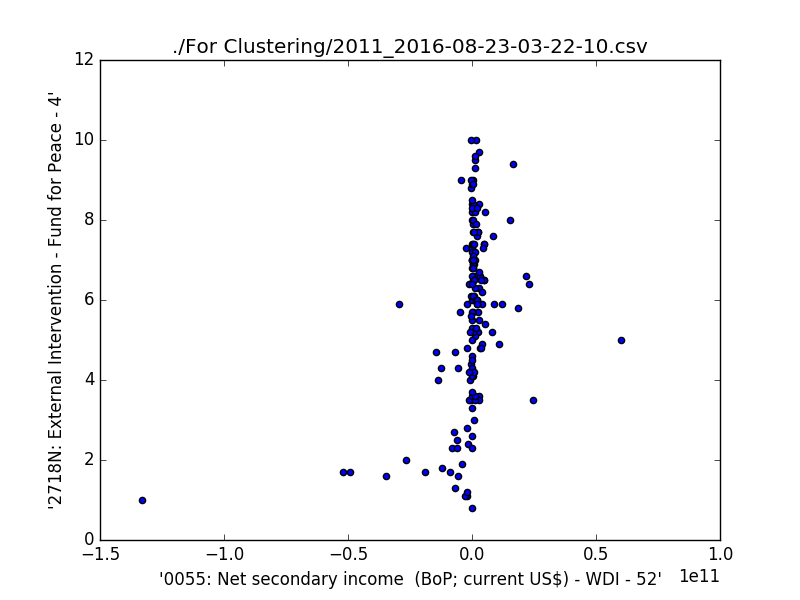 ./For Clustering/2011_2016-08-23-03-22-10.csv
12
10
8
6
4
2
0
'2718N: External Intervention - Fund for Peace - 4'
−1.5 −1.0 −0.5 0.0 0.5 1.0
1e11
'0055: Net secondary income  (BoP; current US$) - WDI - 52'